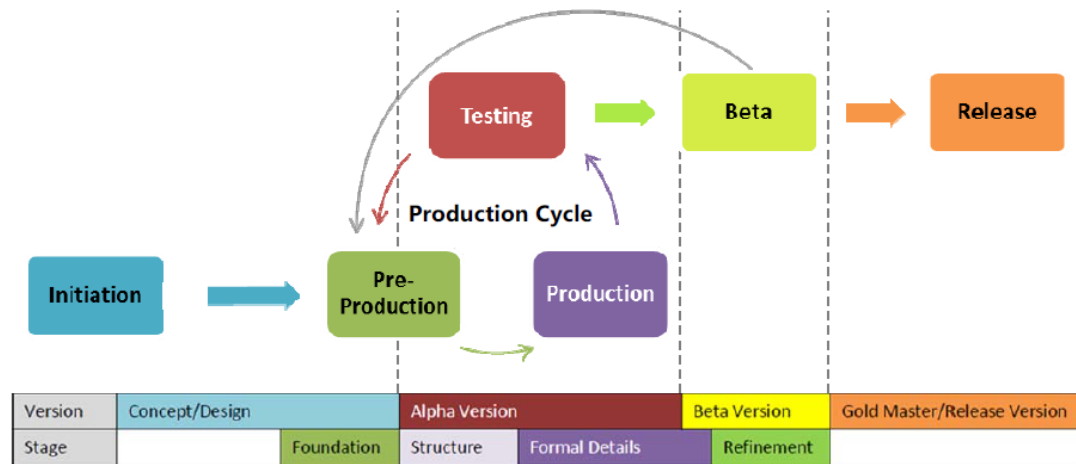 Testing
Beta
Release
Production Cycle
Initiation
Pre-
Production
Production
Version Concept/Design Alpha Version Beta Version Gold Master/Release Version
Stage Foundation Structure Formal Details Refinement